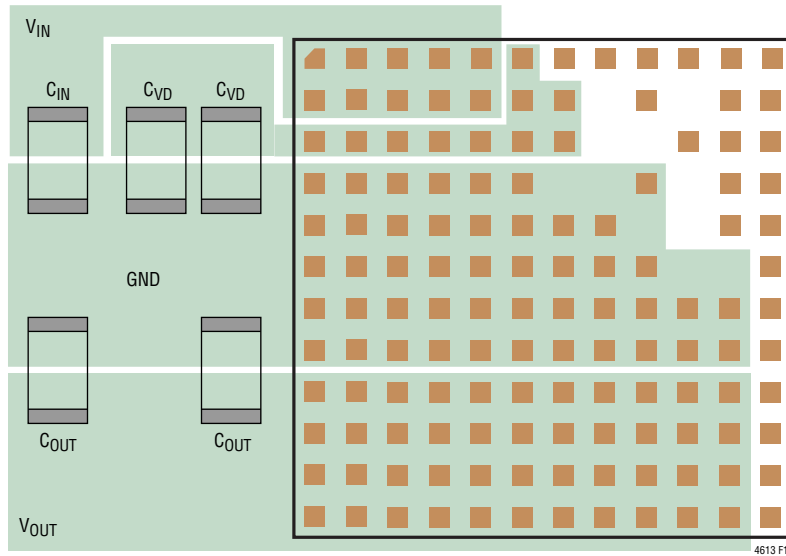 VIN
CIN
CVD
CVD
GND
COUT
COUT
VOUT
4613 F1